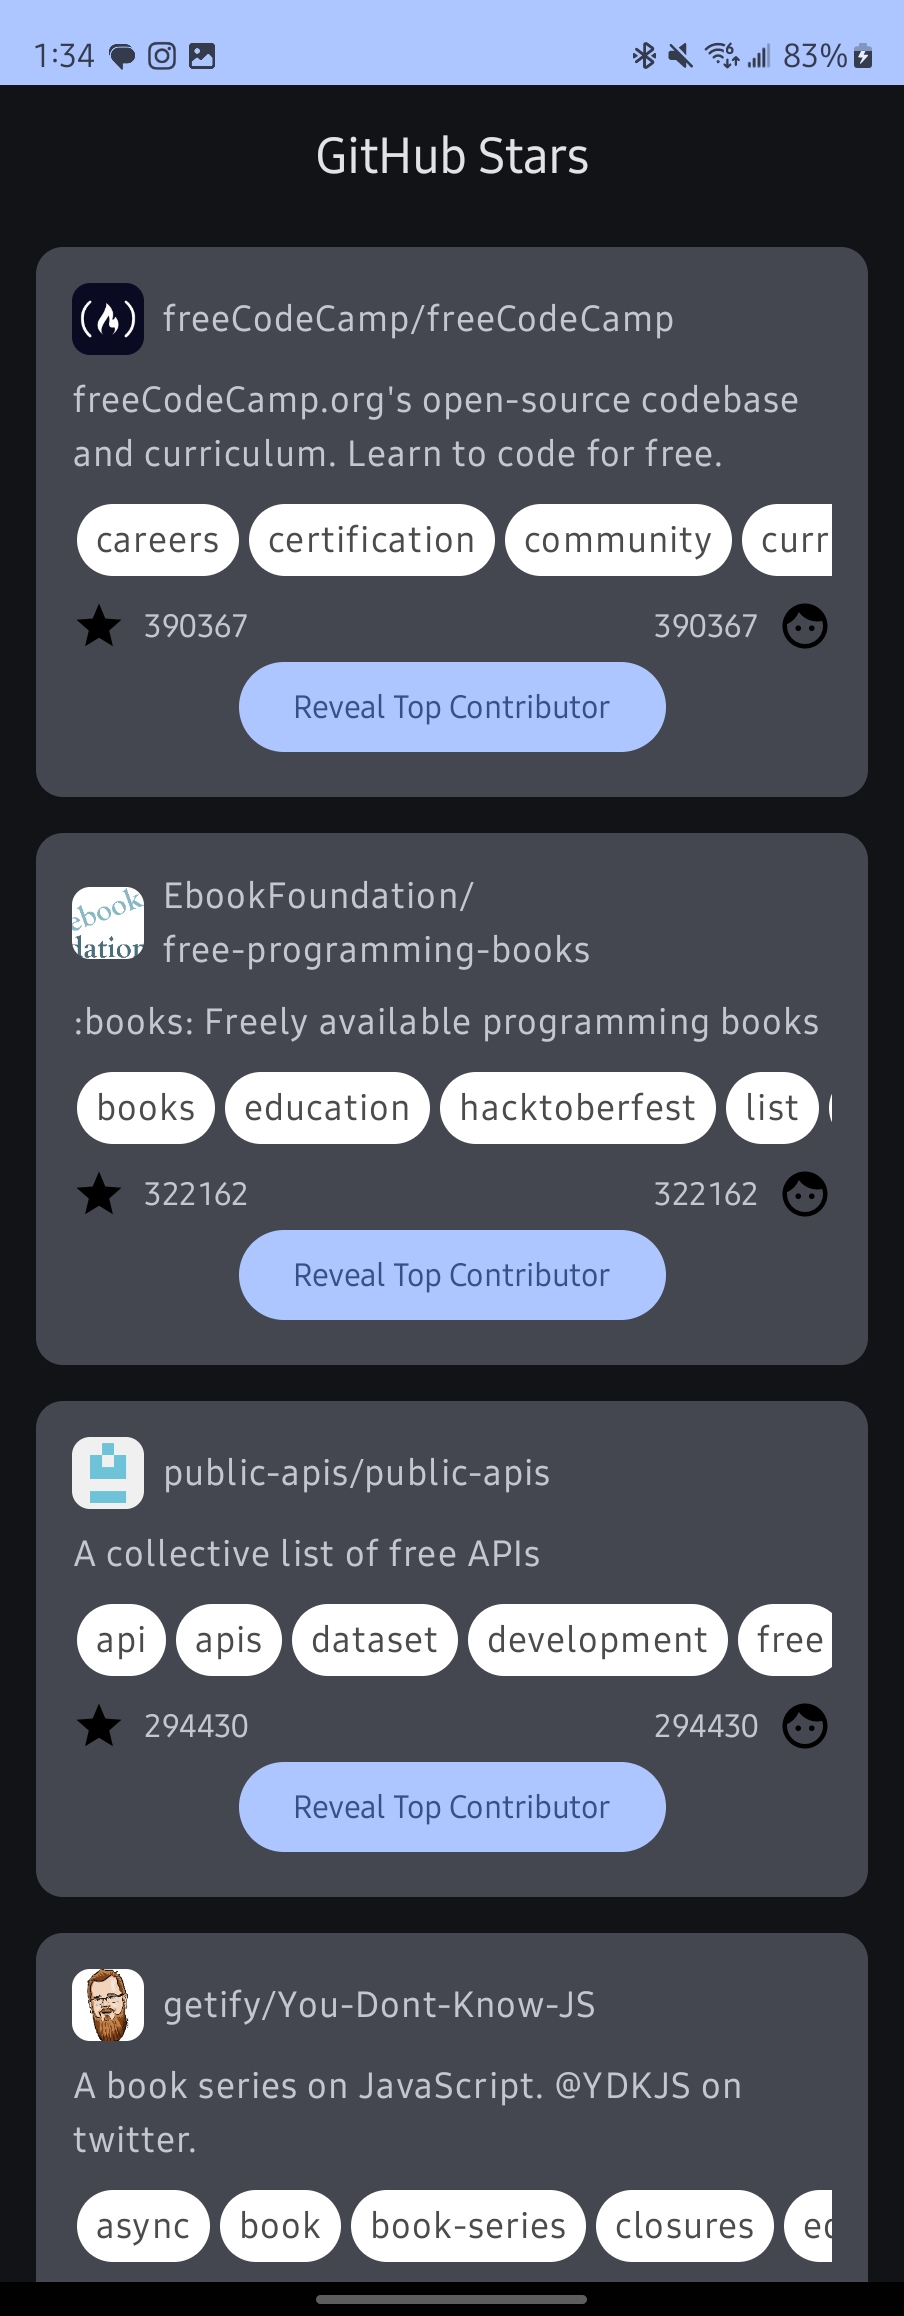 1:34
83%
GitHub Stars
freeCodeCamp/freeCodeCamp
freeCodeCamp.org's open-source codebase
and curriculum. Learn to code for free.
careers certification community curr
390367 390367
Reveal Top Contributor
ebook
dation
EbookFoundation/
free-programming-books
:books: Freely available programming books
books education hacktoberfest list
322162 322162
Reveal Top Contributor
public-apis/public-apis
A collective list of free APIs
api apis dataset development free
294430 294430
Reveal Top Contributor
getify/You-Dont-Know-JS
A book series on JavaScript. @YDKJS on
twitter.
async book book-series closures